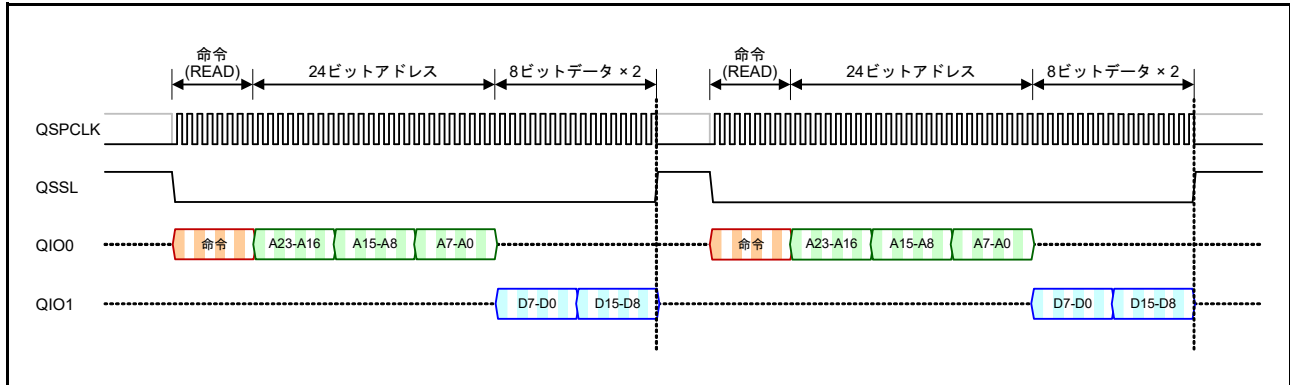 命令
(READ)
24ビットアドレス
8ビットデータ × 2
命令
(READ)
24ビットアドレス
8ビットデータ × 2
QSPCLK
QSSL
QIO0
命令
A23-A16
A15-A8
A7-A0
命令
A23-A16
A15-A8
A7-A0
QIO1
D7-D0
D15-D8
D7-D0
D15-D8